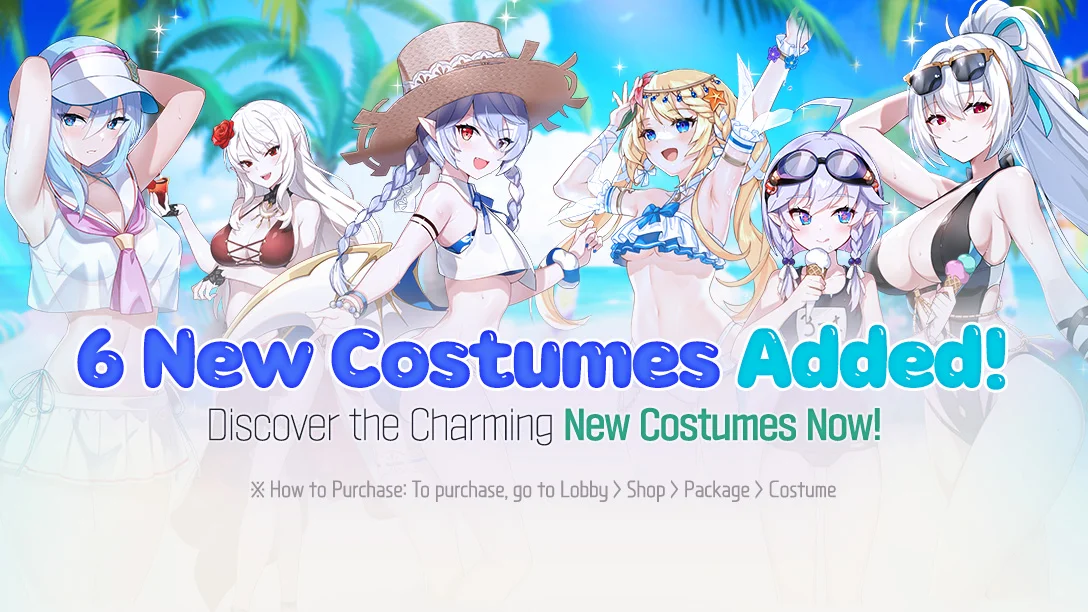 6 New Costumes Added!
Discover the Charming New Costumes Now!
※ How to Purchase: To purchase, go to Lobby > Shop > Package > Costume